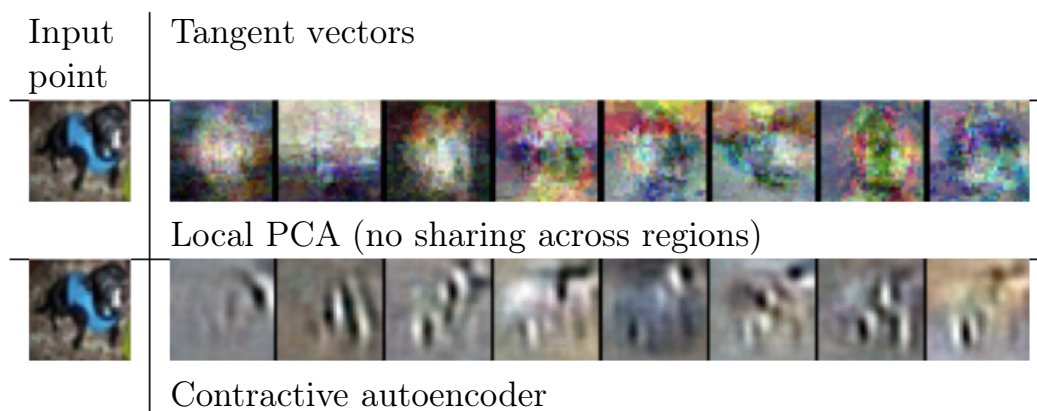 Input point
Tangent vectors
Local PCA (no sharing across regions)
Contractive autoencoder